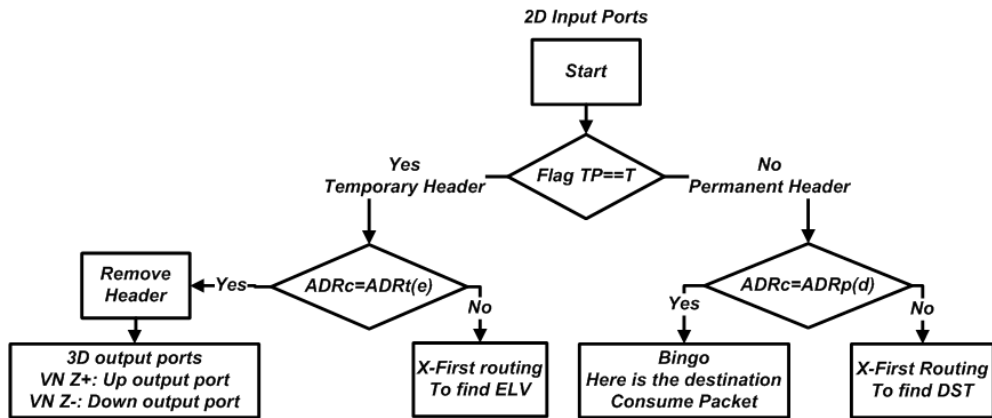 2D Input Ports
Start
Flag TP==T
Yes
Temporary Header
No
Permanent Header
ADRc=ADRt(e)
Yes
Remove
Header
No
3D output ports
VN Z+: Up output port
VN Z-: Down output port
X-First routing
To find ELV
ADRc=ADRp(d)
Yes
No
Bingo
Here is the destination
Consume Packet
X-First Routing
To find DST